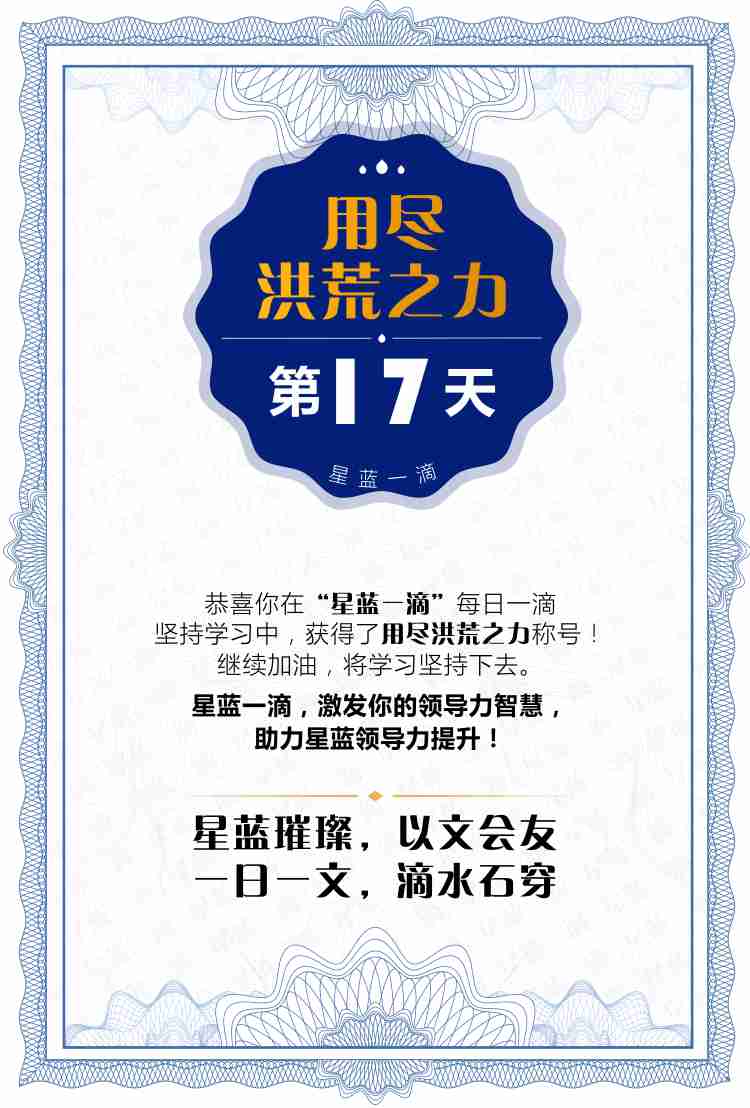 用尽
洪荒之力
第17天
星蓝一滴
恭喜你在“星蓝一滴”每日一滴
坚持学习中，获得了用尽洪荒之力称号！
继续加油，将学习坚持下去。
星蓝一滴，激发你的领导力智慧，
助力星蓝领导力提升！
星蓝璀璨，以文会友
一日一文，滴水石穿